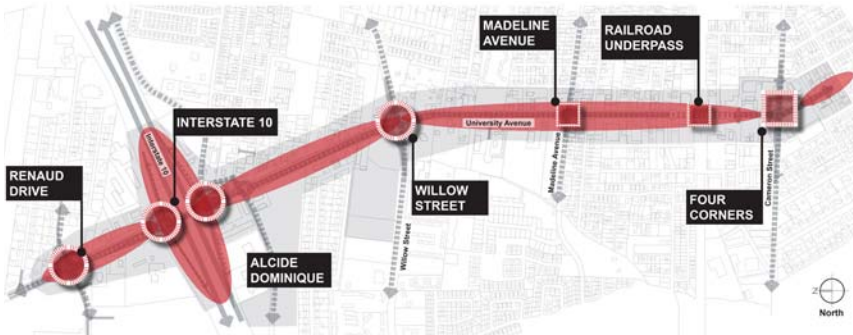 MADELINE
AVENUE
RAILROAD
UNDERPASS
INTERSTATE 10
RENAUD
DRIVE
Interstate 10
University Avenue
WILLOW
STREET
Madeline Avenue
Cameron Street
FOUR
CORNERS
ALCIDE
DOMINIQUE
Willow Street
Z
North